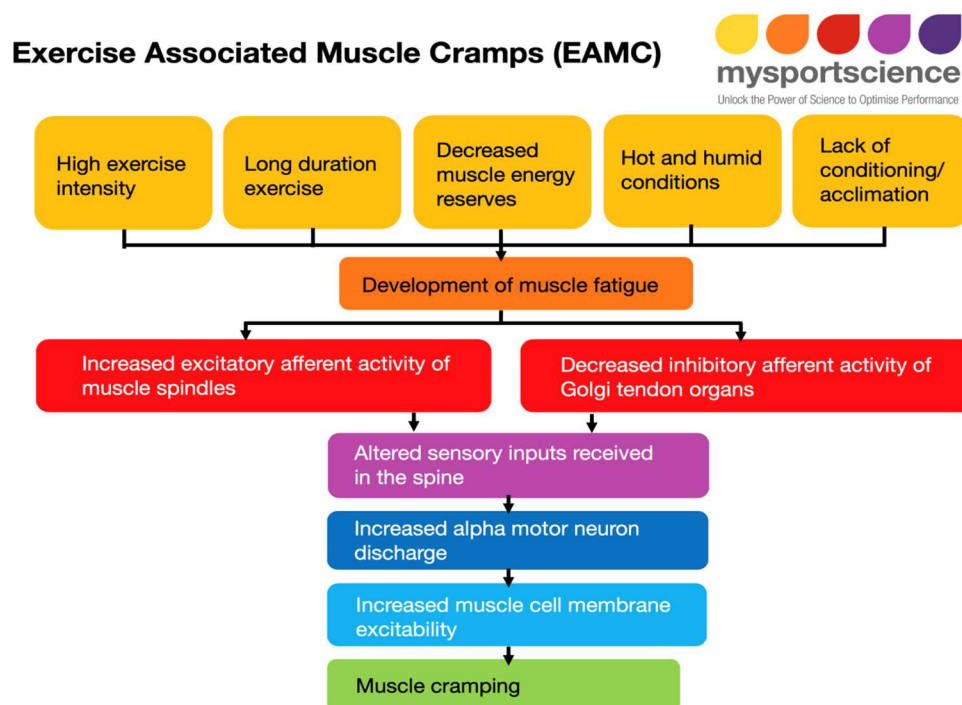 Exercise Associated Muscle Cramps (EAMC)
mysportscience
Unlock the Power of Science to Optimise Performance
High exercise
intensity
Long duration
exercise
Decreased
muscle energy
reserves
Hot and humid
conditions
Lack of
conditioning/
acclimation
Development of muscle fatigue
Increased excitatory afferent activity of
muscle spindles
Decreased inhibitory afferent activity of
Golgi tendon organs
Altered sensory inputs received
in the spine
Increased alpha motor neuron
discharge
Increased muscle cell membrane
excitability
Muscle cramping